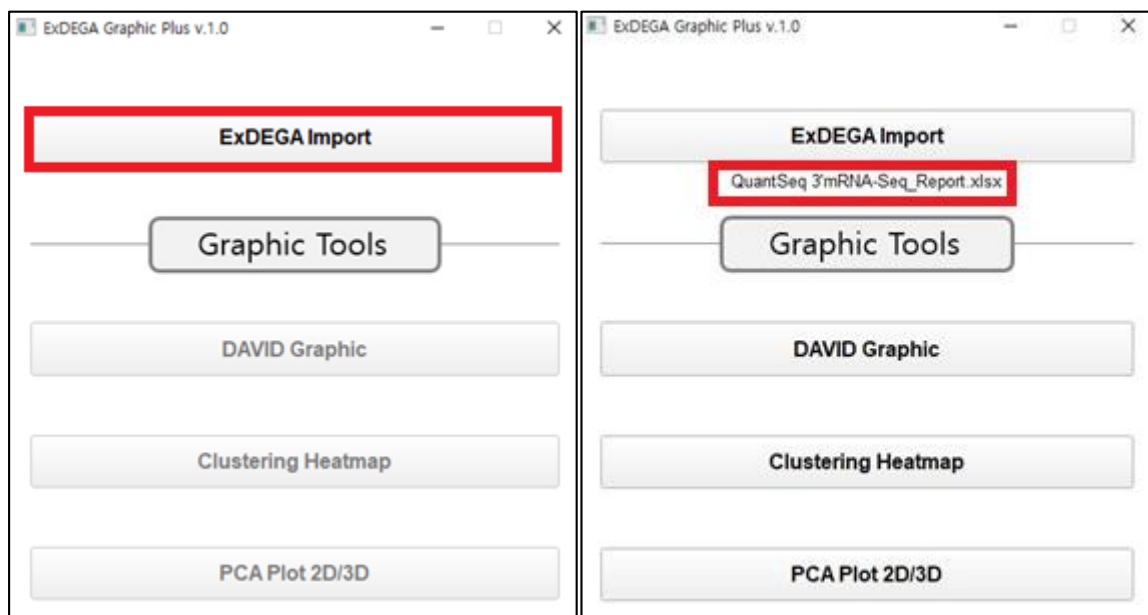 ExDEGA Graphic Plus v.1.0
ExDEGA Import
Graphic Tools
DAVID Graphic
Clustering Heatmap
PCA Plot 2D/3D
ExDEGA Graphic Plus v.1.0
ExDEGA Import
QuantSeq 3'mRNA-Seq_Report.xlsx
Graphic Tools
DAVID Graphic
Clustering Heatmap
PCA Plot 2D/3D